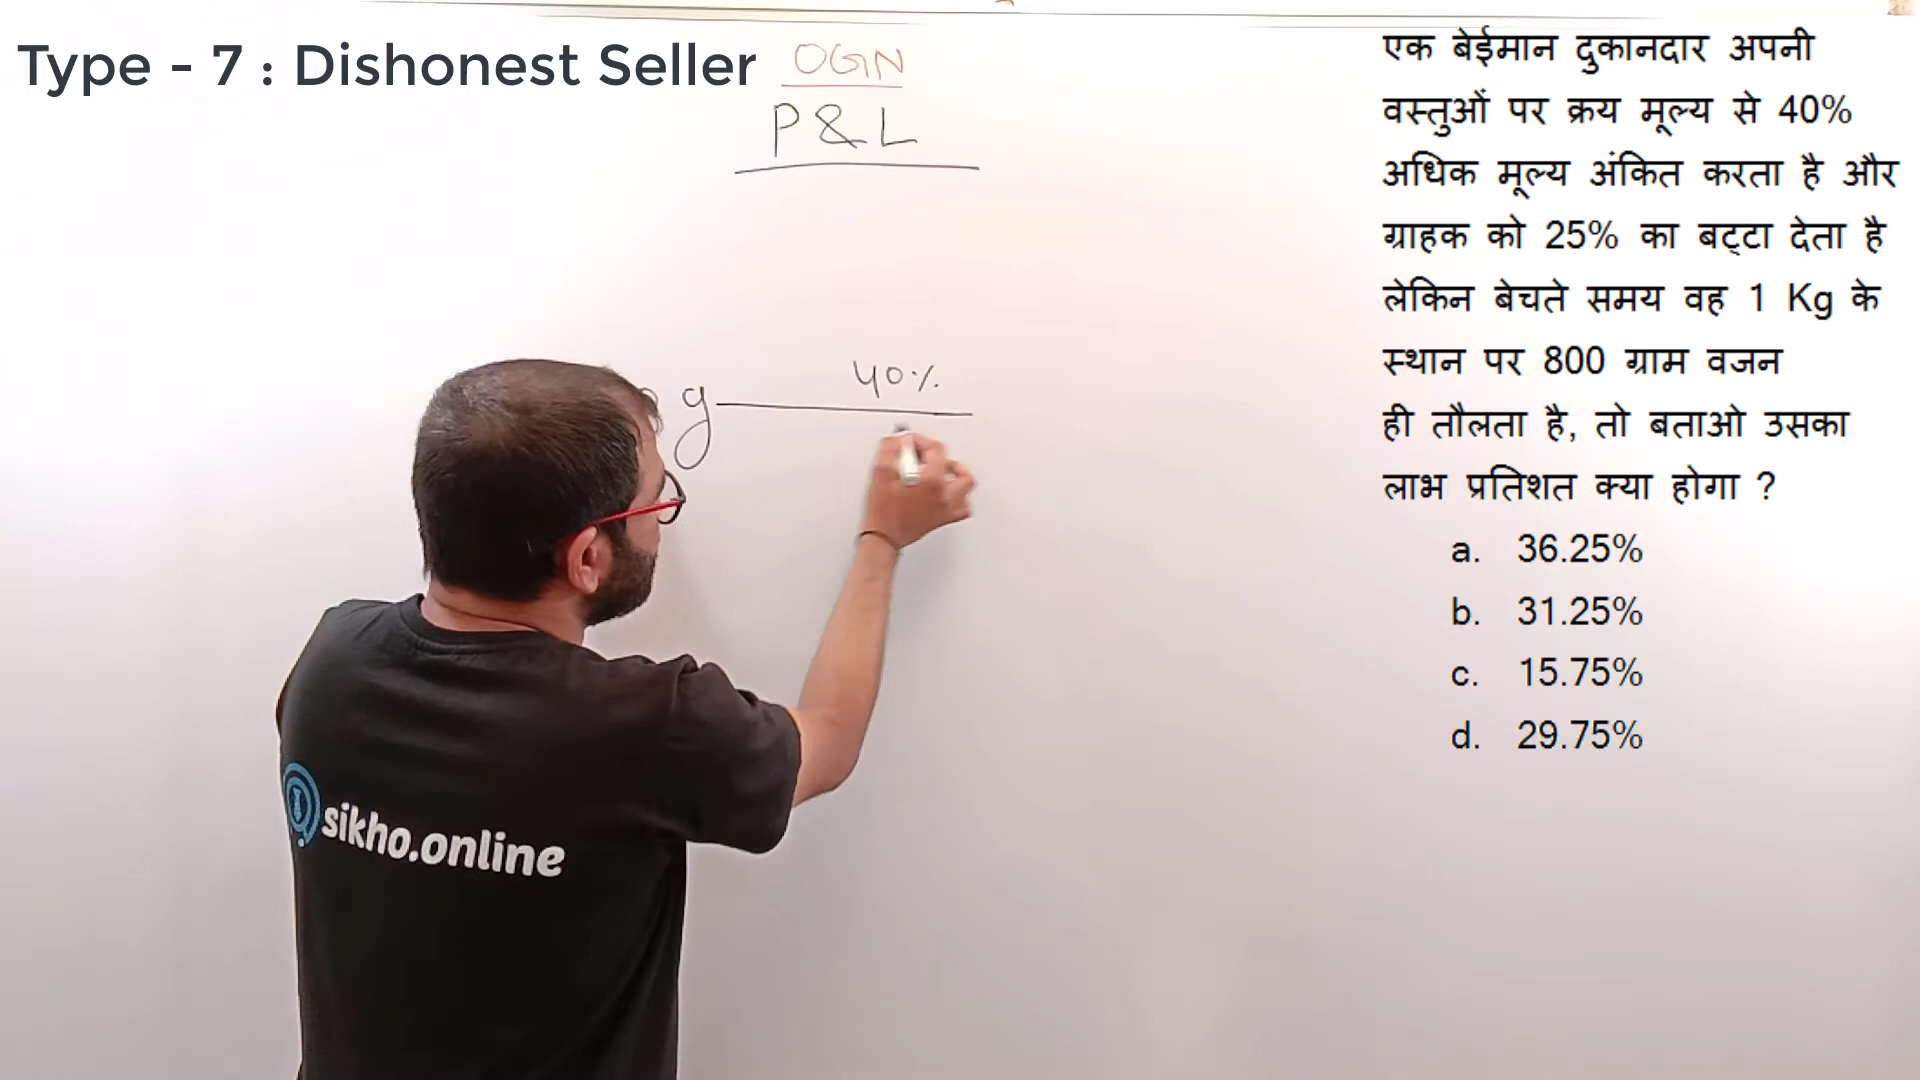 Type - 7 : Dishonest Seller
OGN
P&L
40%
g
एक बेईमान दुकानदार अपनी
वस्तुओं पर क्रय मूल्य से 40%
अधिक मूल्य अंकित करता है और
ग्राहक को 25% का बट्टा देता है
लेकिन बेचते समय वह 1 Kg के
स्थान पर 800 ग्राम वजन
ही तौलता है, तो बताओ उसका
लाभ प्रतिशत क्या होगा ?
a. 36.25%
b. 31.25%
c. 15.75%
d. 29.75%
sikho.online